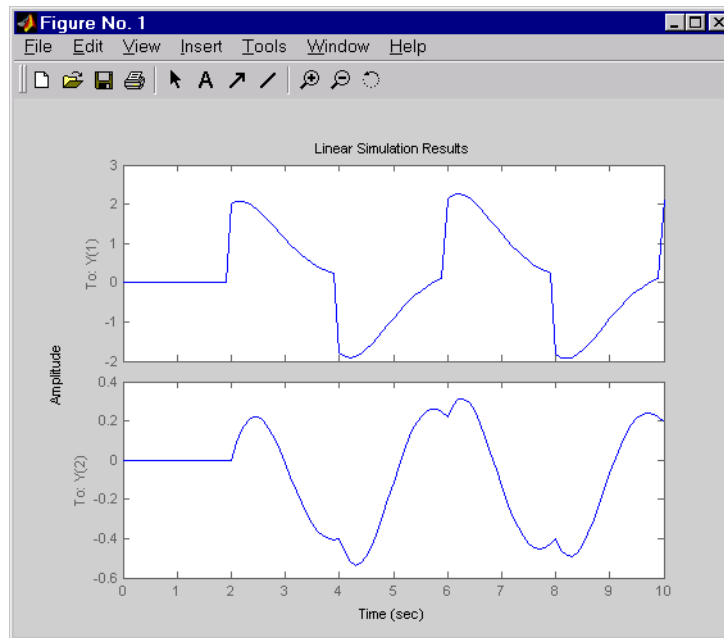 Figure No. 1
File Edit View Insert Tools Window Help
A
Linear Simulation Results
3
2
1
0
-1
-2
To: Y(1)
Amplitude
0.4
0.2
0
-0.2
-0.4
-0.6
To: Y(2)
0 1 2 3 4 5 6 7 8 9 10
Time (sec)